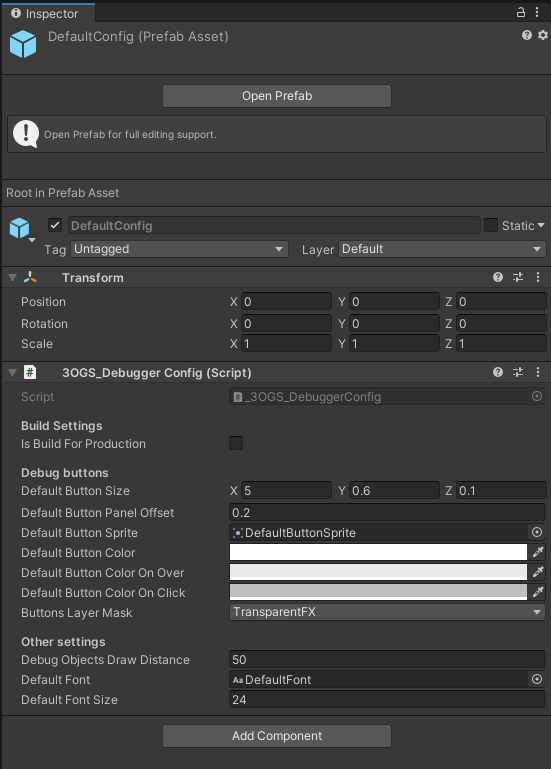 Inspector
DefaultConfig (Prefab Asset)
Open Prefab
Open Prefab for full editing support.
Root in Prefab Asset
DefaultConfig Static
Tag Untagged Layer Default
Transform
Position X 0 Y 0 Z 0
Rotation X 0 Y 0 Z 0
Scale X 1 Y 1 Z 1
# 3OGS_Debugger Config (Script)
Script # _3OGS_DebuggerConfig
Build Settings
Is Build For Production
Debug buttons
Default Button Size X 5 Y 0.6 Z 0.1
Default Button Panel Offset 0.2
Default Button Sprite DefaultButtonSprite
Default Button Color
Default Button Color On Over
Default Button Color On Click
Buttons Layer Mask TransparentFX
Other settings
Debug Objects Draw Distance 50
Default Font Aa DefaultFont
Default Font Size 24
Add Component